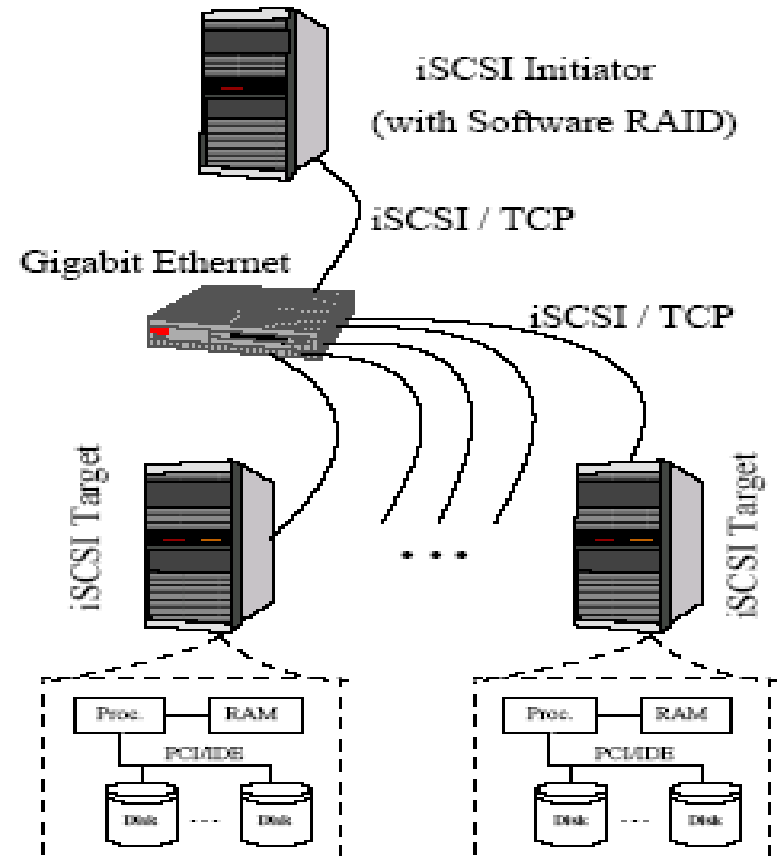 iSCSI Initiator
(with Software RAID)
iSCSI / TCP
Gigabit Ethernet
iSCSI / TCP
iSCSI Target
iSCSI Target
. . .
Proc.
RAM
PCI/IDE
Disk
....
Disk
Proc.
RAM
PCI/IDE
Disk
....
Disk